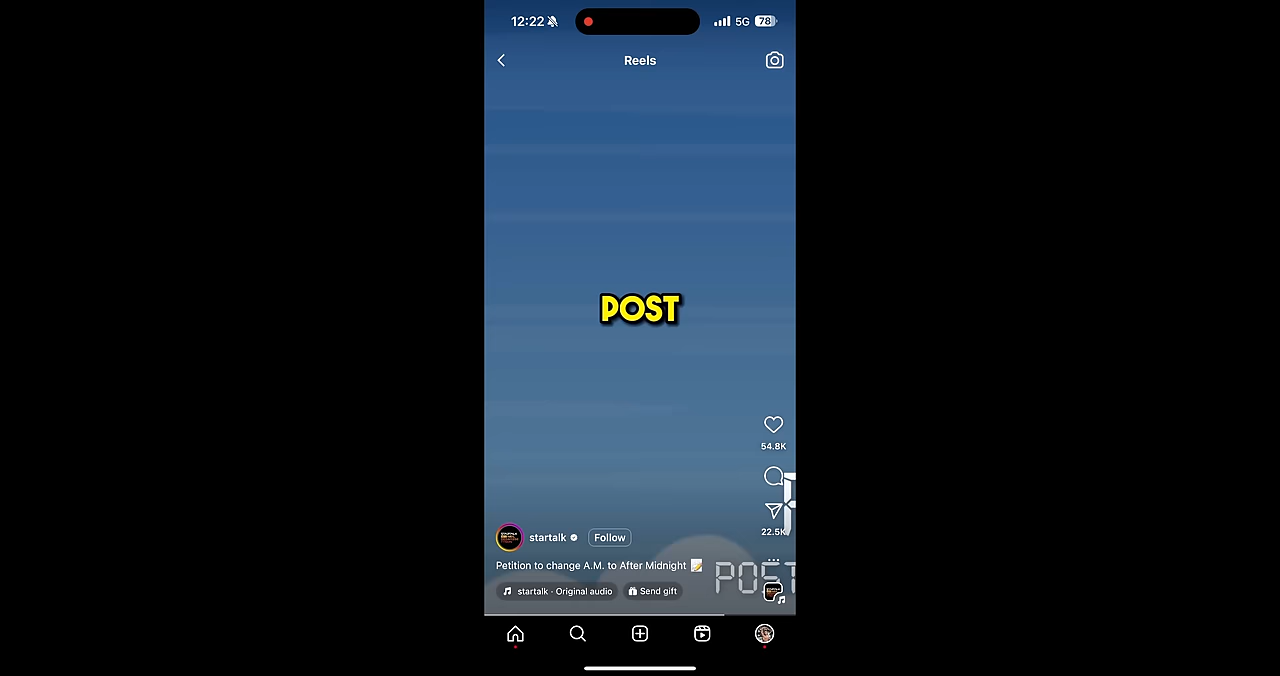 12:22
5G
78
Reels
POST
54.8K
22.5K
startalk
Follow
Petition to change A.M. to After Midnight
POST
startalk · Original audio
Send gift